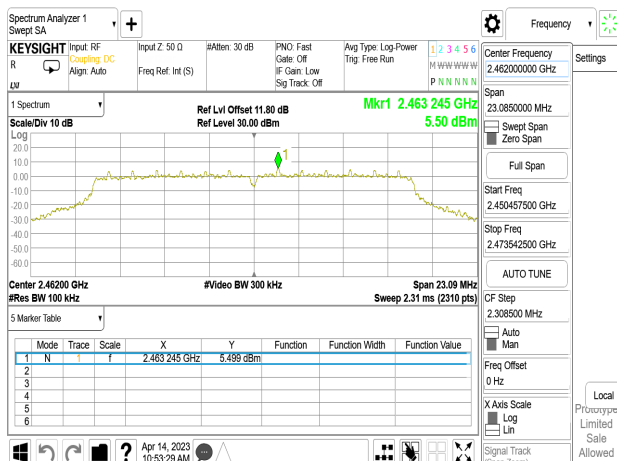 Spectrum Analyzer 1
Swept SA
+
Frequency
KEYSIGHT
R
Input: RF
Coupling: DC
Align: Auto
Input Z: 50 Ω
Freq Ref: Int (S)
#Atten: 30 dB
PNO: Fast
Gate: Off
IF Gain: Low
Sig Track: Off
Avg Type: Log-Power
Trig: Free Run
1 2 3 4 5 6
M W W W W W
P N N N N N
1 Spectrum
Scale/Div 10 dB
Ref Lvl Offset 11.80 dB
Ref Level 30.00 dBm
Mkr1 2.463 245 GHz
5.50 dBm
Log
20.0
10.0
0.00
-10.0
-20.0
-30.0
-40.0
-50.0
-60.0
1
Center 2.46200 GHz
#Res BW 100 kHz
#Video BW 300 kHz
Span 23.09 MHz
Sweep 2.31 ms (2310 pts)
5 Marker Table
Mode Trace Scale X Y Function Function Width Function Value
1 N 1 f 2.463 245 GHz 5.499 dBm
2
3
4
5
6
Apr 14, 2023
10:53:29 AM
Center Frequency
2.462000000 GHz
Span
23.0850000 MHz
Swept Span
Zero Span
Full Span
Start Freq
2.450457500 GHz
Stop Freq
2.473542500 GHz
AUTO TUNE
CF Step
2.308500 MHz
Auto
Man
Freq Offset
0 Hz
X Axis Scale
Log
Lin
Signal Track
Settings
Local
Prototype
Limited
Sale
Allowed